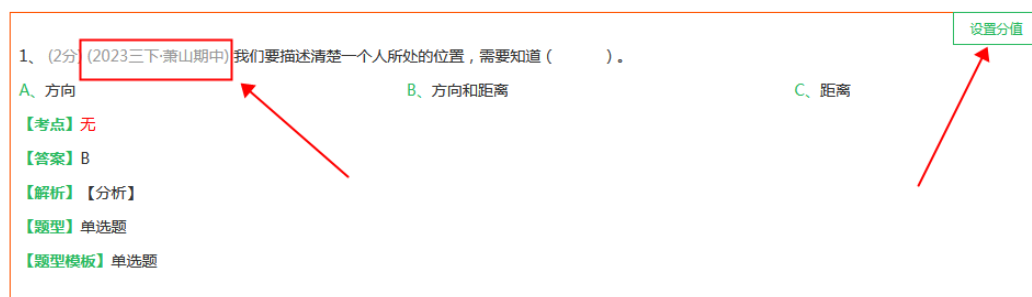 设置分值
1、 (2分) (2023三下·萧山期中) 我们要描述清楚一个人所处的位置，需要知道（ ）。
A、方向 B、方向和距离 C、距离
【考点】无
【答案】B
【解析】【分析】
【题型】单选题
【题型模板】单选题